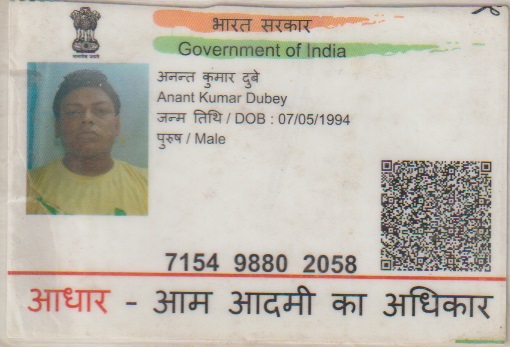 भारत सरकार
Government of India
अनन्त कुमार दुबे
Anant Kumar Dubey
जन्म तिथि / DOB : 07/05/1994
पुरुष / Male
7154 9880 2058
आधार - आम आदमी का अधिकार